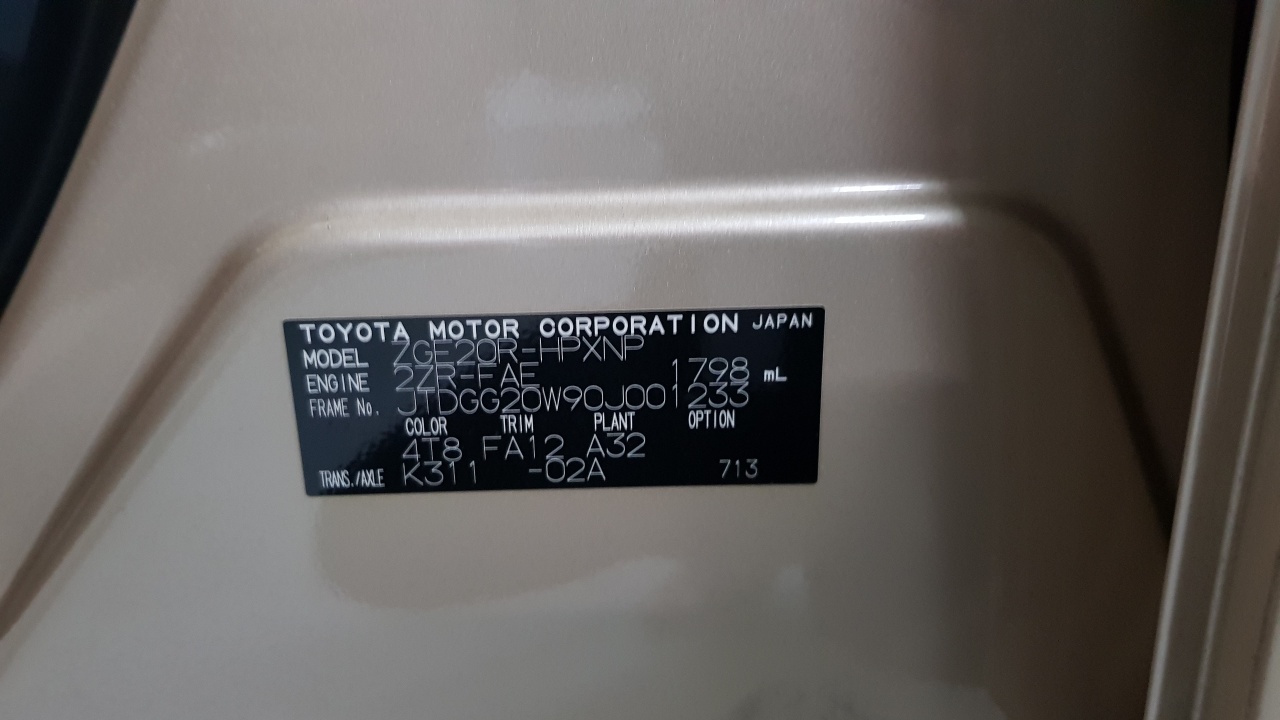 TOYOTA MOTOR CORPORATION JAPAN
MODEL ZGE20R-HPXNP
ENGINE 2ZR-FAE 1798 mL
FRAME No. JTDGG20W90J001233
COLOR TRIM PLANT OPTION
4T8 FA12 A32
TRANS./AXLE K311 -02A 713